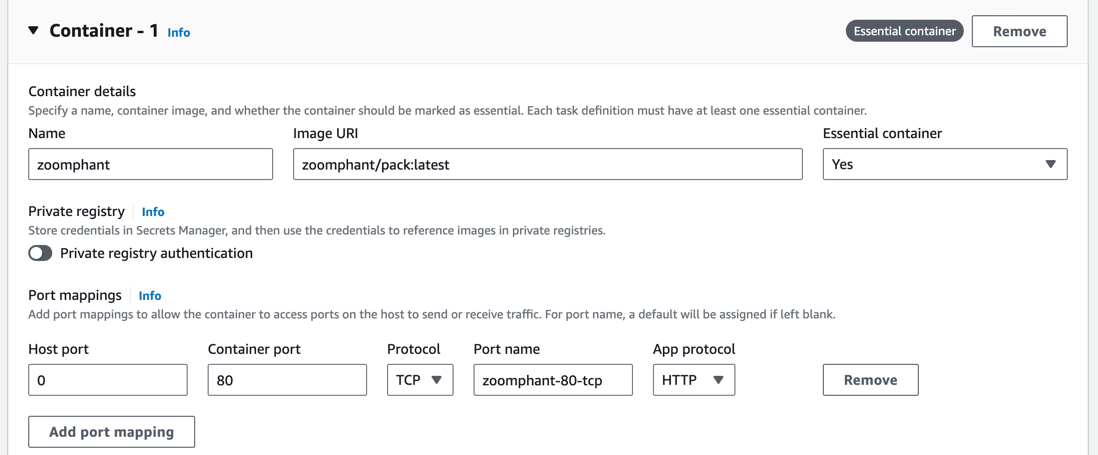 Container - 1 Info Essential container Remove
Container details
Specify a name, container image, and whether the container should be marked as essential. Each task definition must have at least one essential container.
Name Image URI Essential container
zoomphant zoomphant/pack:latest Yes
Private registry Info
Store credentials in Secrets Manager, and then use the credentials to reference images in private registries.
Private registry authentication
Port mappings Info
Add port mappings to allow the container to access ports on the host to send or receive traffic. For port name, a default will be assigned if left blank.
Host port Container port Protocol Port name App protocol
0 80 TCP zoomphant-80-tcp HTTP Remove
Add port mapping